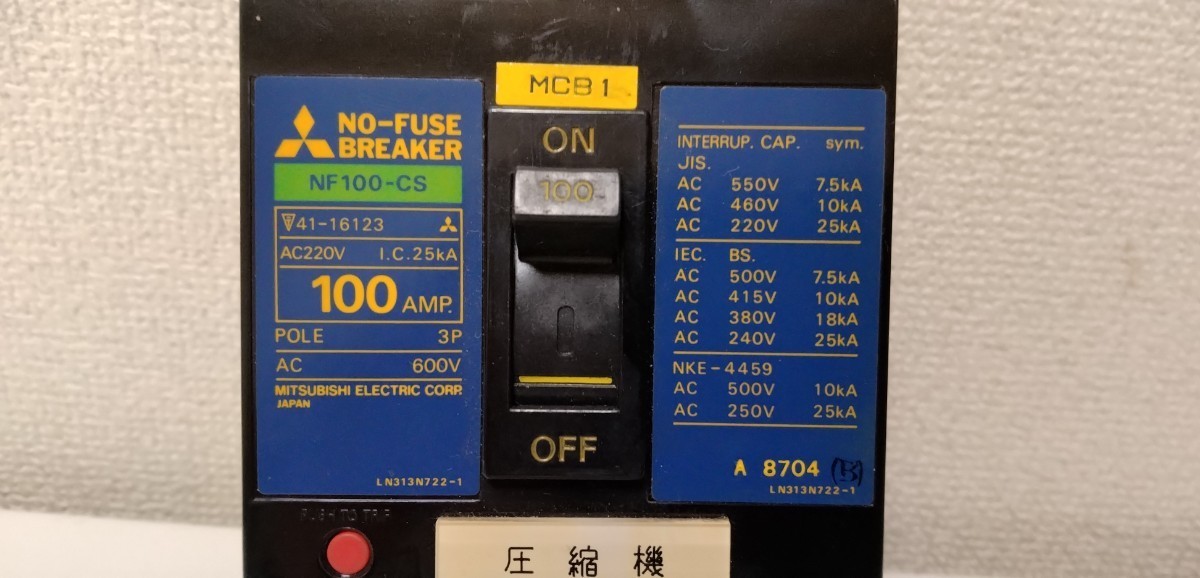 NO-FUSE
BREAKER
NF100-CS
41-16123
AC220V I.C.25kA
100 AMP.
POLE 3P
AC 600V
MITSUBISHI ELECTRIC CORP.
JAPAN
LN313N722-1
MCB1
ON
100
OFF
INTERRUP. CAP. sym.
JIS.
AC 550V 7.5kA
AC 460V 10kA
AC 220V 25kA
IEC. BS.
AC 500V 7.5kA
AC 415V 10kA
AC 380V 18kA
AC 240V 25kA
NKE-4459
AC 500V 10kA
AC 250V 25kA
A 8704 (B)
LN313N722-1
PUSH TO TRIP
圧縮機